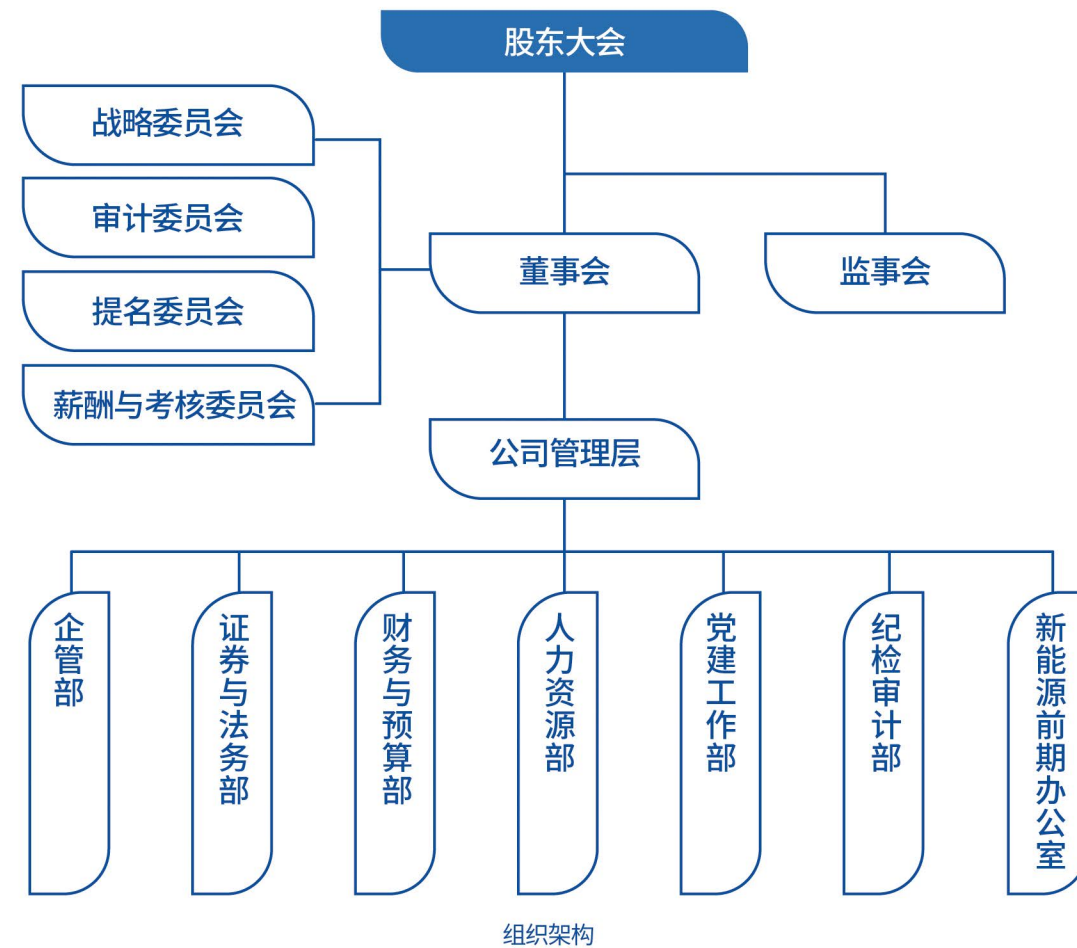 股东大会
战略委员会
审计委员会
提名委员会
薪酬与考核委员会
董事会
监事会
公司管理层
企管部
证券与法务部
财务与预算部
人力资源部
党建工作部
纪检审计部
新能源前期办公室
组织架构